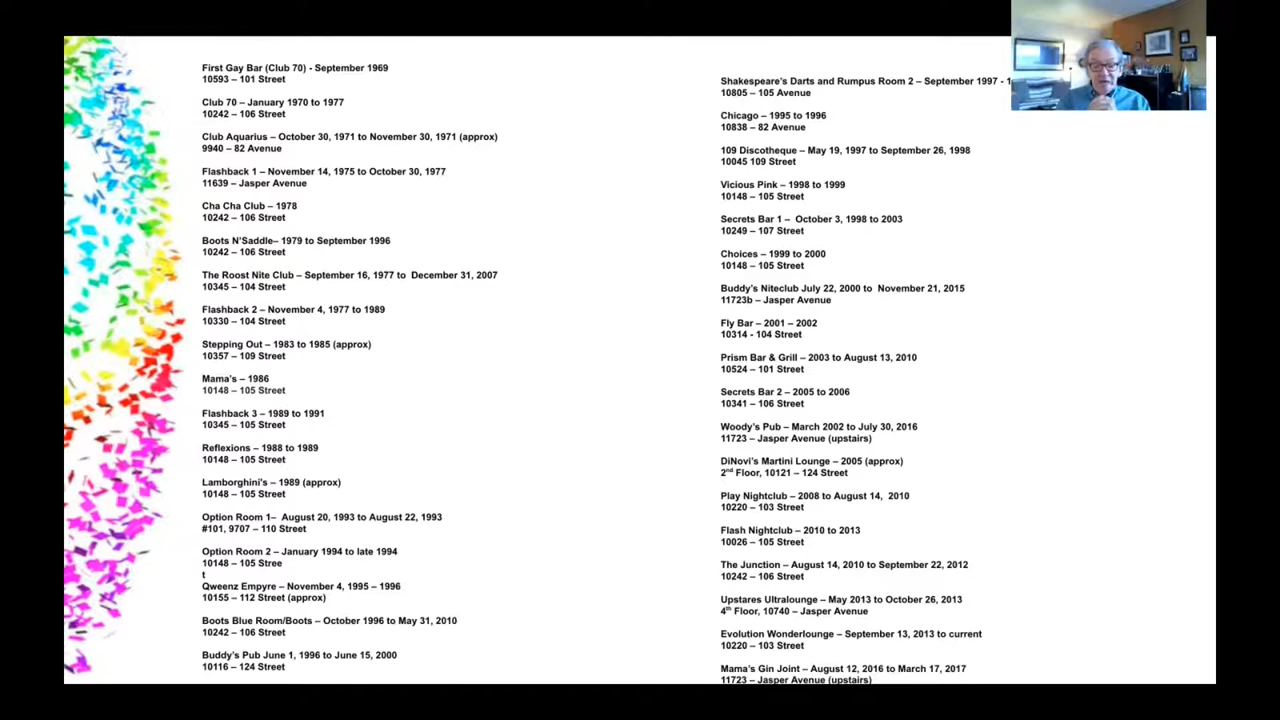 First Gay Bar (Club 70) - September 1969
10593 – 101 Street
Club 70 – January 1970 to 1977
10242 – 106 Street
Club Aquarius – October 30, 1971 to November 30, 1971 (approx)
9940 – 82 Avenue
Flashback 1 – November 14, 1975 to October 30, 1977
11639 – Jasper Avenue
Cha Cha Club – 1978
10242 – 106 Street
Boots N'Saddle– 1979 to September 1996
10242 – 106 Street
The Roost Nite Club – September 16, 1977 to December 31, 2007
10345 – 104 Street
Flashback 2 – November 4, 1977 to 1989
10330 – 104 Street
Stepping Out – 1983 to 1985 (approx)
10357 – 109 Street
Mama's – 1986
10148 – 105 Street
Flashback 3 – 1989 to 1991
10345 – 105 Street
Reflexions – 1988 to 1989
10148 – 105 Street
Lamborghini's – 1989 (approx)
10148 – 105 Street
Option Room 1– August 20, 1993 to August 22, 1993
#101, 9707 – 110 Street
Option Room 2 – January 1994 to late 1994
10148 – 105 Stree
t
Qweenz Empyre – November 4, 1995 – 1996
10155 – 112 Street (approx)
Boots Blue Room/Boots – October 1996 to May 31, 2010
10242 – 106 Street
Buddy's Pub June 1, 1996 to June 15, 2000
10116 – 124 Street
Shakespeare's Darts and Rumpus Room 2 – September 1997 -
10805 – 105 Avenue
Chicago – 1995 to 1996
10838 – 82 Avenue
109 Discotheque – May 19, 1997 to September 26, 1998
10045 109 Street
Vicious Pink – 1998 to 1999
10148 – 105 Street
Secrets Bar 1 – October 3, 1998 to 2003
10249 – 107 Street
Choices – 1999 to 2000
10148 – 105 Street
Buddy's Niteclub July 22, 2000 to November 21, 2015
11723b – Jasper Avenue
Fly Bar – 2001 – 2002
10314 - 104 Street
Prism Bar & Grill – 2003 to August 13, 2010
10524 – 101 Street
Secrets Bar 2 – 2005 to 2006
10341 – 106 Street
Woody's Pub – March 2002 to July 30, 2016
11723 – Jasper Avenue (upstairs)
DiNovi's Martini Lounge – 2005 (approx)
2nd Floor, 10121 – 124 Street
Play Nightclub – 2008 to August 14, 2010
10220 – 103 Street
Flash Nightclub – 2010 to 2013
10026 – 105 Street
The Junction – August 14, 2010 to September 22, 2012
10242 – 106 Street
Upstares Ultralounge – May 2013 to October 26, 2013
4th Floor, 10740 – Jasper Avenue
Evolution Wonderlounge – September 13, 2013 to current
10220 – 103 Street
Mama's Gin Joint – August 12, 2016 to March 17, 2017
11723 – Jasper Avenue (upstairs)